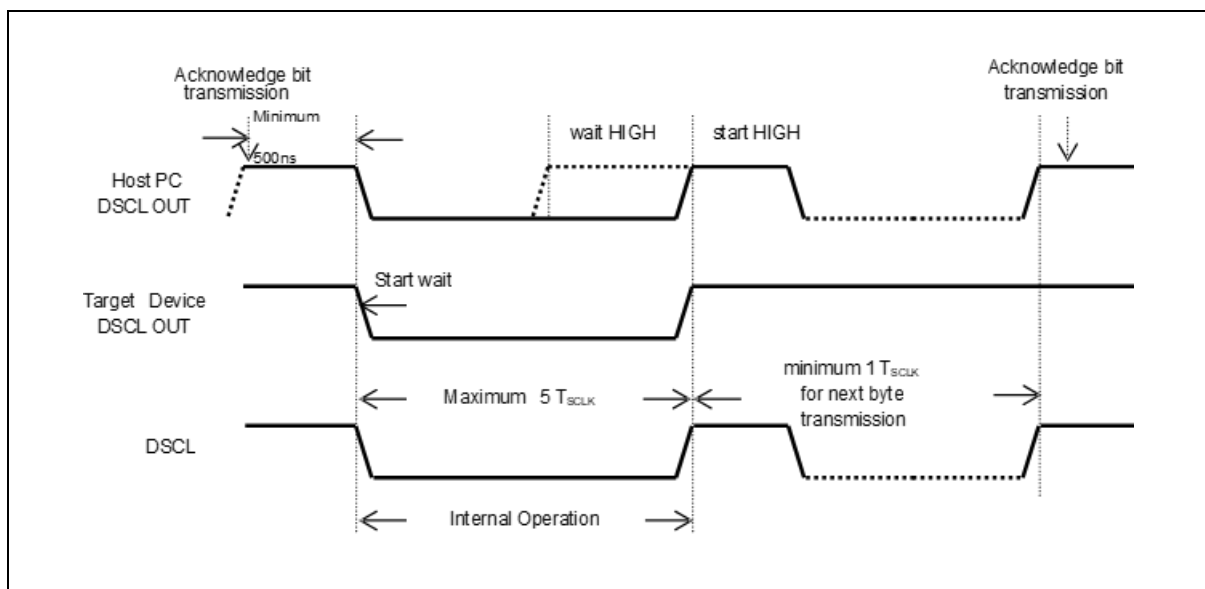 Acknowledge bit
transmission
Minimum
500ns
wait HIGH
start HIGH
Acknowledge bit
transmission
Host PC
DSCL OUT
Start wait
Target Device
DSCL OUT
Maximum 5 TSCLK
minimum 1 TSCLK
for next byte
transmission
DSCL
Internal Operation